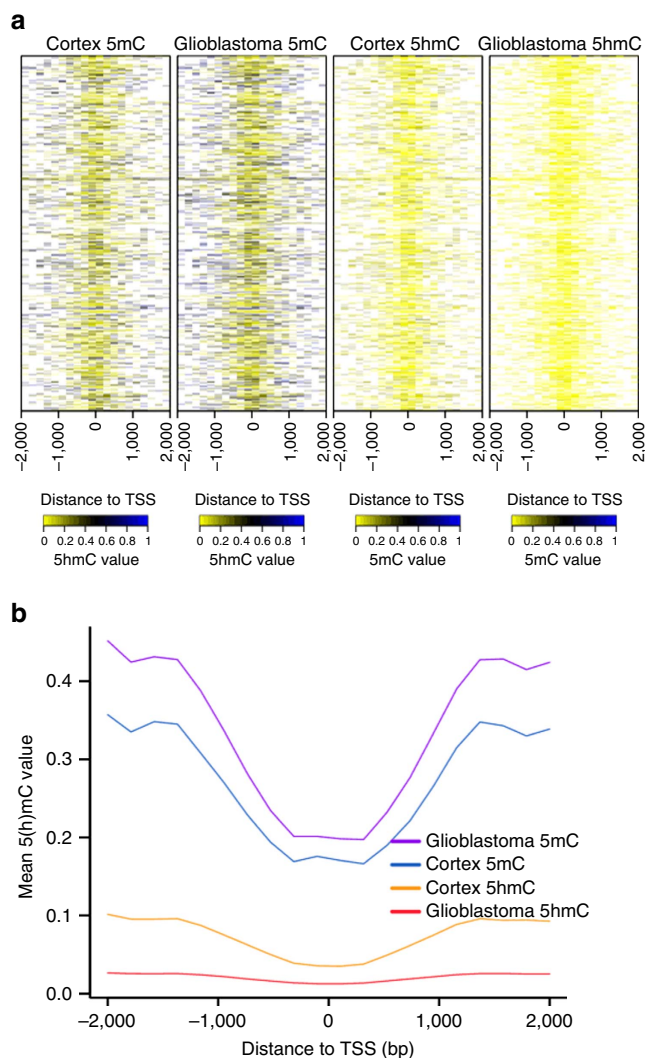 a
Cortex 5mC Glioblastoma 5mC Cortex 5hmC Glioblastoma 5hmC
–2,000 –1,000 0 1,000 2,000 –2,000 –1,000 0 1,000 2,000 –2,000 –1,000 0 1,000 2,000 –2,000 –1,000 0 1,000 2,000
Distance to TSS Distance to TSS Distance to TSS Distance to TSS
0 0.2 0.4 0.6 0.8 1 0 0.2 0.4 0.6 0.8 1 0 0.2 0.4 0.6 0.8 1 0 0.2 0.4 0.6 0.8 1
5hmC value 5hmC value 5mC value 5mC value
b
Mean 5(h)mC value
0.4
0.3
0.2
0.1
0.0
Glioblastoma 5mC
Cortex 5mC
Cortex 5hmC
Glioblastoma 5hmC
–2,000 –1,000 0 1,000 2,000
Distance to TSS (bp)